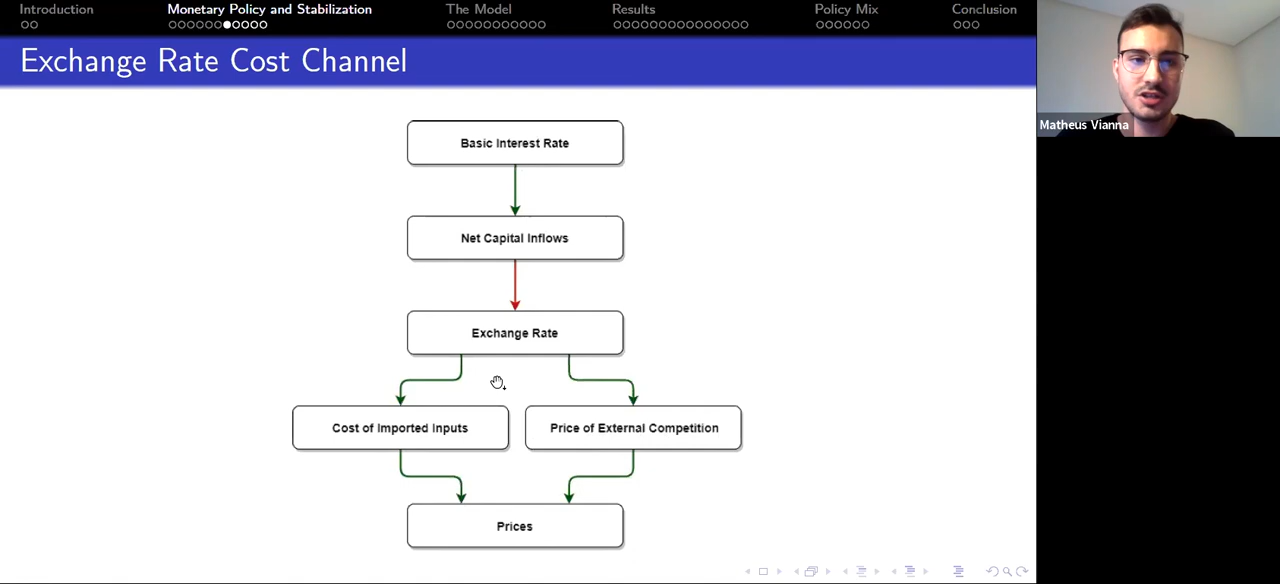 Introduction
Monetary Policy and Stabilization
The Model
Results
Policy Mix
Conclusion
Exchange Rate Cost Channel
Matheus Vianna
Basic Interest Rate
Net Capital Inflows
Exchange Rate
Cost of Imported Inputs
Price of External Competition
Prices